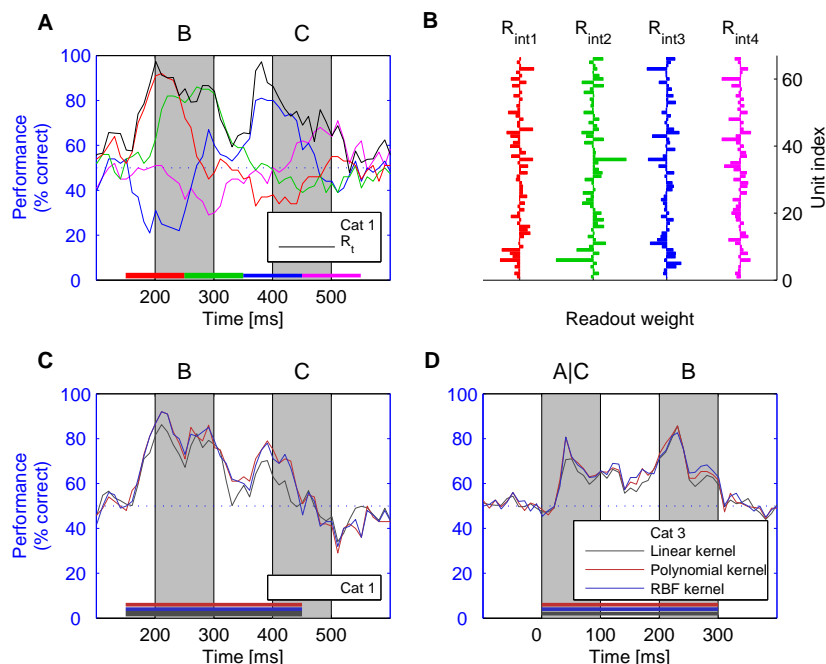 A
B
B
C
R_int1 R_int2 R_int3 R_int4
100
80
60
40
20
0
Performance
(% correct)
Cat 1
R_t
200 300 400 500
Time [ms]
60
40
20
0
Unit index
Readout weight
C
D
B
C
A|C
B
100
80
60
40
20
0
Performance
(% correct)
Cat 1
200 300 400 500
Time [ms]
100
80
60
40
20
0
Cat 3
Linear kernel
Polynomial kernel
RBF kernel
0 100 200 300
Time [ms]